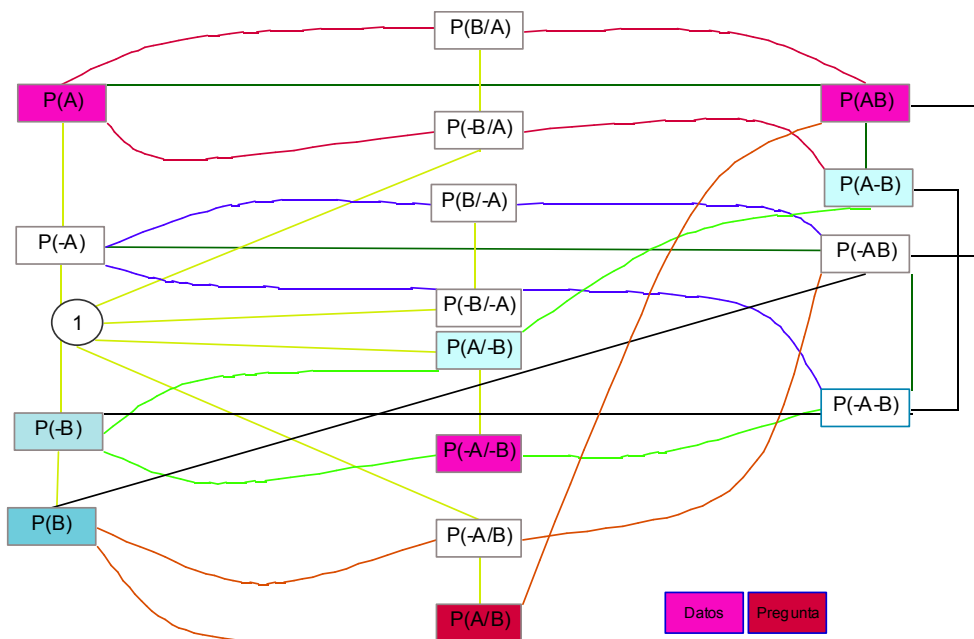 P(B/A)
P(A)
P(AB)
P(-B/A)
P(A-B)
P(B/-A)
P(-A)
P(-AB)
P(-B/-A)
1
P(A/-B)
P(-B)
P(-A-B)
P(-A/-B)
P(B)
P(-A/B)
P(A/B)
Datos
Pregunta